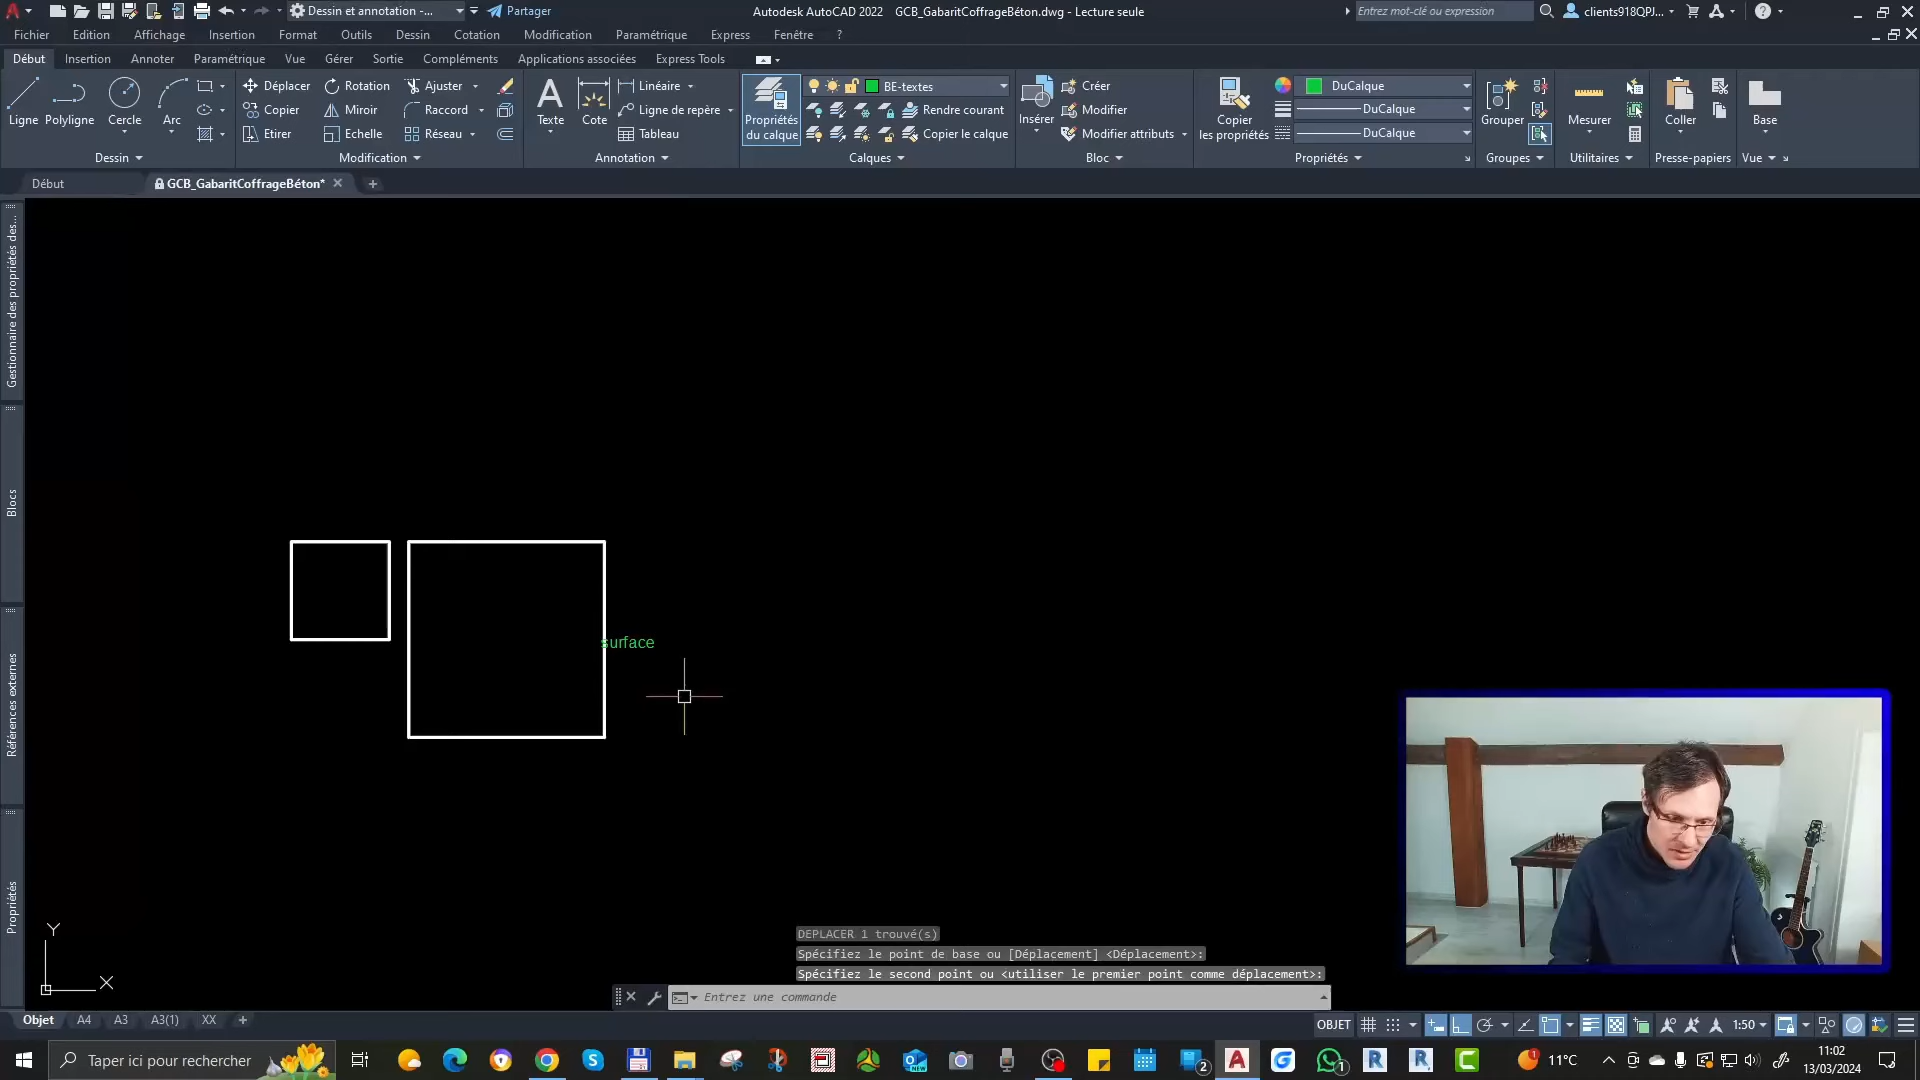 Dessin et annotation -...
Partager
Autodesk AutoCAD 2022 GCB_GabaritCoffrageBéton.dwg - Lecture seule
Entrez mot-clé ou expression
clients918QPJ...
Fichier Edition Affichage Insertion Format Outils Dessin Cotation Modification Paramétrique Express Fenêtre ?
Début Insertion Annoter Paramétrique Vue Gérer Sortie Compléments Applications associées Express Tools
Ligne Polyligne Cercle Arc
Déplacer Rotation Ajuster
Copier Miroir Raccord
Etirer Echelle Réseau
Texte Cote
Linéaire
Ligne de repère
Tableau
Propriétés du calque
BE-textes
Rendre courant
Copier le calque
Insérer
Créer
Modifier
Modifier attributs
Copier les propriétés
DuCalque
DuCalque
DuCalque
Grouper
Mesurer
Coller
Base
Dessin Modification Annotation Calques Bloc Propriétés Groupes Utilitaires Presse-papiers Vue
Début GCB_GabaritCoffrageBéton*
Gestionnaire des propriétés des...
Blocs
Références externes
Propriétés
surface
Y
X
DEPLACER 1 trouvé(s)
Spécifiez le point de base ou [Déplacement] <Déplacement>:
Spécifiez le second point ou <utiliser le premier point comme déplacement>:
Entrez une commande
Objet A4 A3 A3(1) XX
OBJET
1:50
Taper ici pour rechercher
2
1
1
11°C
11:02
13/03/2024